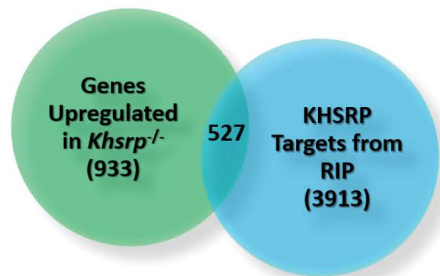 Genes
Upregulated
in Khsrp-/-
(933)
527
KHSRP
Targets from
RIP
(3913)